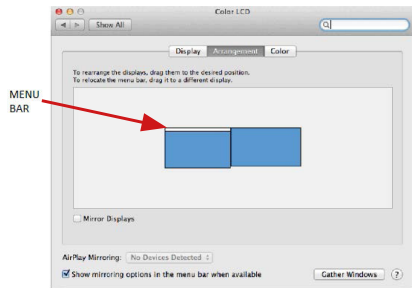 Color LCD
Show All
Display Arrangement Color
To rearrange the displays, drag them to the desired position.
To relocate the menu bar, drag it to a different display.
MENU
BAR
Mirror Displays
AirPlay Mirroring: No Devices Detected
Show mirroring options in the menu bar when available
Gather Windows ?